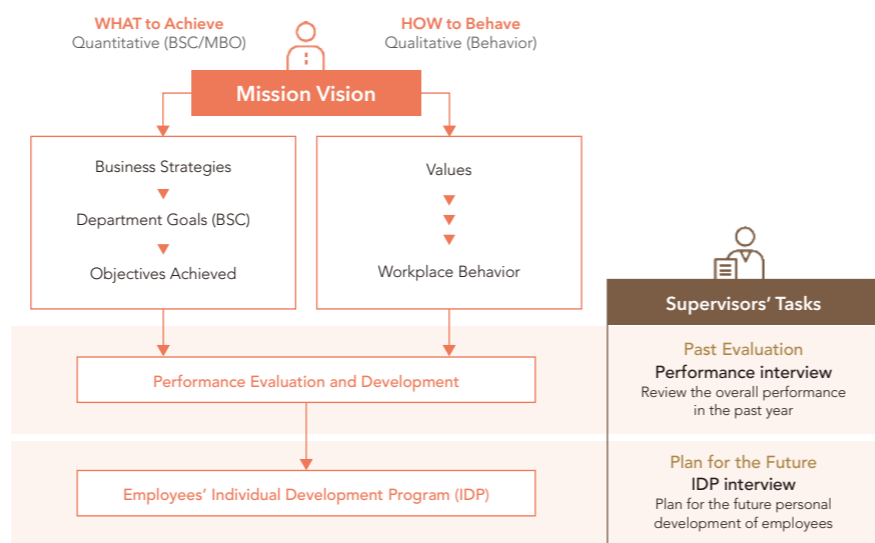 WHAT to Achieve
Quantitative (BSC/MBO)
HOW to Behave
Qualitative (Behavior)
Mission Vision
Business Strategies
Department Goals (BSC)
Objectives Achieved
Values
Workplace Behavior
Supervisors' Tasks
Performance Evaluation and Development
Past Evaluation
Performance interview
Review the overall performance
in the past year
Employees' Individual Development Program (IDP)
Plan for the Future
IDP interview
Plan for the future personal
development of employees